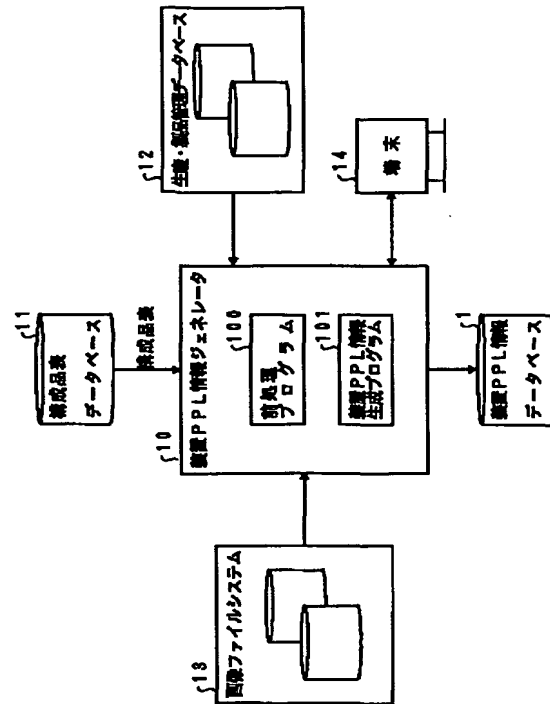 11
構成品表
データベース
構成品表
12
生産・製品管理データベース
10
装置PPL情報ジェネレータ
100
前処理
プログラム
101
装置PPL情報
生成プログラム
13
画像ファイルシステム
14
端末
1
装置PPL情報
データベース